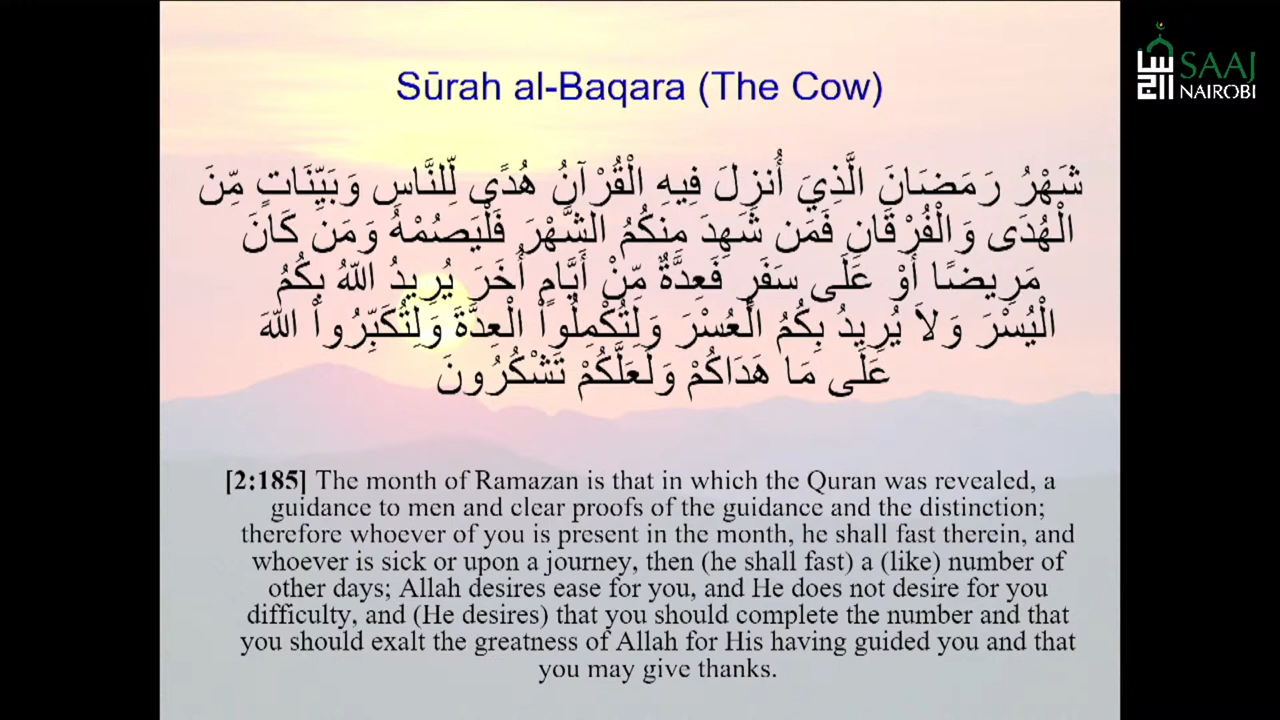 Sūrah al-Baqara (The Cow)
شَهْرُ رَمَضَانَ الَّذِيَ أُنزِلَ فِيهِ الْقُرْآنُ هُدًى لِّلنَّاسِ وَبَيِّنَاتٍ مِّنَ
الْهُدَى وَالْفُرْقَانِ فَمَن شَهِدَ مِنكُمُ الشَّهْرَ فَلْيَصُمْهُ وَمَن كَانَ
مَرِيضًا أَوْ عَلَى سَفَرٍ فَعِدَّةٌ مِّنْ أَيَّامٍ أُخَرَ يُرِيدُ اللّهُ بِكُمُ
الْيُسْرَ وَلاَ يُرِيدُ بِكُمُ الْعُسْرَ وَلِتُكْمِلُواْ الْعِدَّةَ وَلِتُكَبِّرُواْ اللّهَ
عَلَى مَا هَدَاكُمْ وَلَعَلَّكُمْ تَشْكُرُونَ
[2:185] The month of Ramazan is that in which the Quran was revealed, a
guidance to men and clear proofs of the guidance and the distinction;
therefore whoever of you is present in the month, he shall fast therein, and
whoever is sick or upon a journey, then (he shall fast) a (like) number of
other days; Allah desires ease for you, and He does not desire for you
difficulty, and (He desires) that you should complete the number and that
you should exalt the greatness of Allah for His having guided you and that
you may give thanks.
SAAJ
NAIROBI